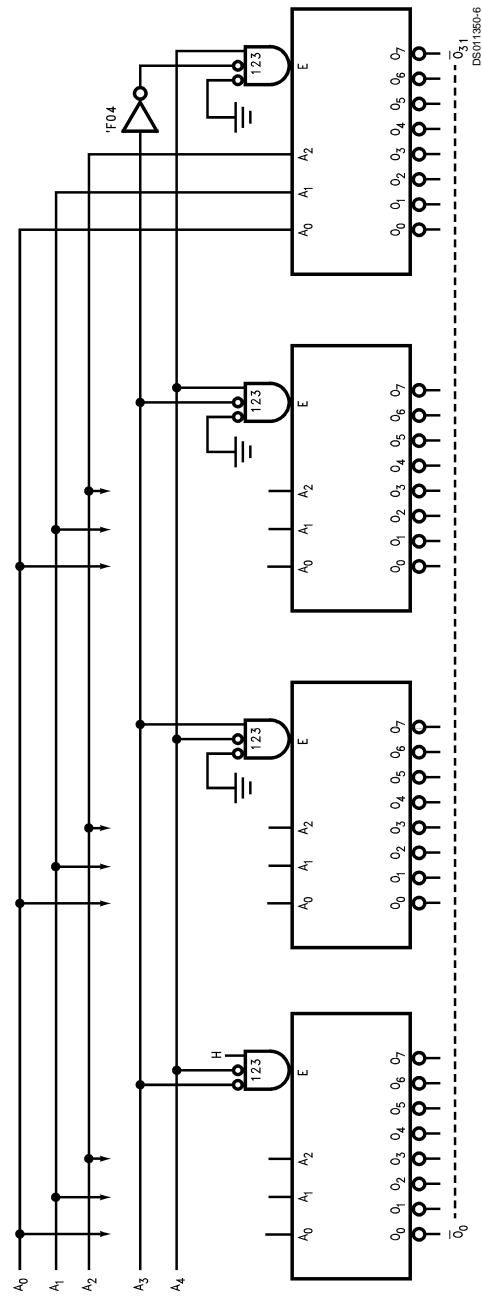 A₀
A₁
A₂
'F04
A₃
A₄
H
123 123 123 123
A₀ A₁ A₂ E A₀ A₁ A₂ E A₀ A₁ A₂ E A₀ A₁ A₂ E
O₀ O₁ O₂ O₃ O₄ O₅ O₆ O₇ O₀ O₁ O₂ O₃ O₄ O₅ O₆ O₇ O₀ O₁ O₂ O₃ O₄ O₅ O₆ O₇ O₀ O₁ O₂ O₃ O₄ O₅ O₆ O₇
O̅₀ O̅₃₁
DS011350-6